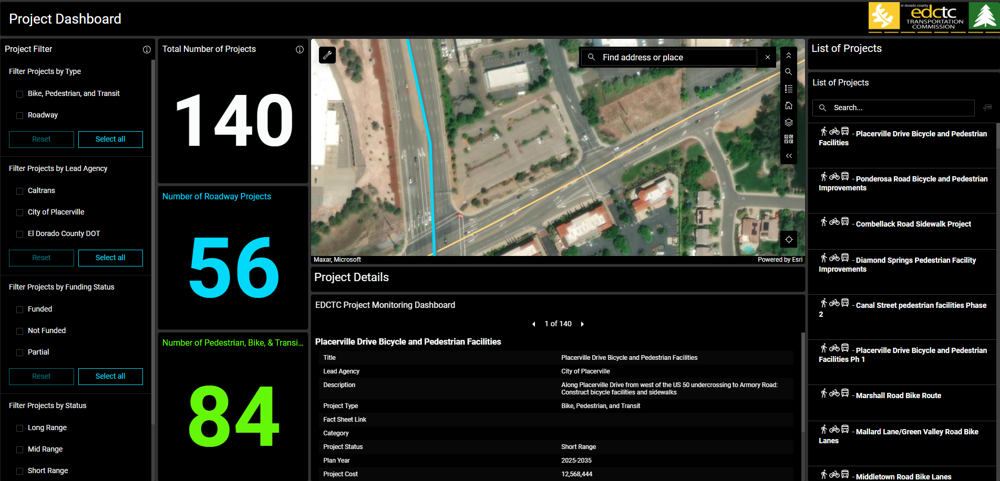 Project Dashboard
el dorado county
edctc
TRANSPORTATION
COMMISSION
Project Filter
Filter Projects by Type
Bike, Pedestrian, and Transit
Roadway
Reset
Select all
Filter Projects by Lead Agency
Caltrans
City of Placerville
El Dorado County DOT
Reset
Select all
Filter Projects by Funding Status
Funded
Not Funded
Partial
Reset
Select all
Filter Projects by Status
Long Range
Mid Range
Short Range
Total Number of Projects
140
Number of Roadway Projects
56
Number of Pedestrian, Bike, & Transi...
84
Find address or place
Maxar, Microsoft
Powered by Esri
Project Details
EDCTC Project Monitoring Dashboard
1 of 140
Placerville Drive Bicycle and Pedestrian Facilities
Title Placerville Drive Bicycle and Pedestrian Facilities
Lead Agency City of Placerville
Description Along Placerville Drive from west of the US 50 undercrossing to Armory Road:
Construct bicycle facilities and sidewalks
Project Type Bike, Pedestrian, and Transit
Fact Sheet Link
Category
Project Status Short Range
Plan Year 2025-2035
Project Cost 12,568,444
List of Projects
List of Projects
Search...
- Placerville Drive Bicycle and Pedestrian
Facilities
- Ponderosa Road Bicycle and Pedestrian
Improvements
- Combellack Road Sidewalk Project
- Diamond Springs Pedestrian Facility
Improvements
- Canal Street pedestrian facilities Phase
2
- Placerville Drive Bicycle and Pedestrian
Facilities Ph 1
- Marshall Road Bike Route
- Mallard Lane/Green Valley Road Bike
Lanes
- Middletown Road Bike Lanes